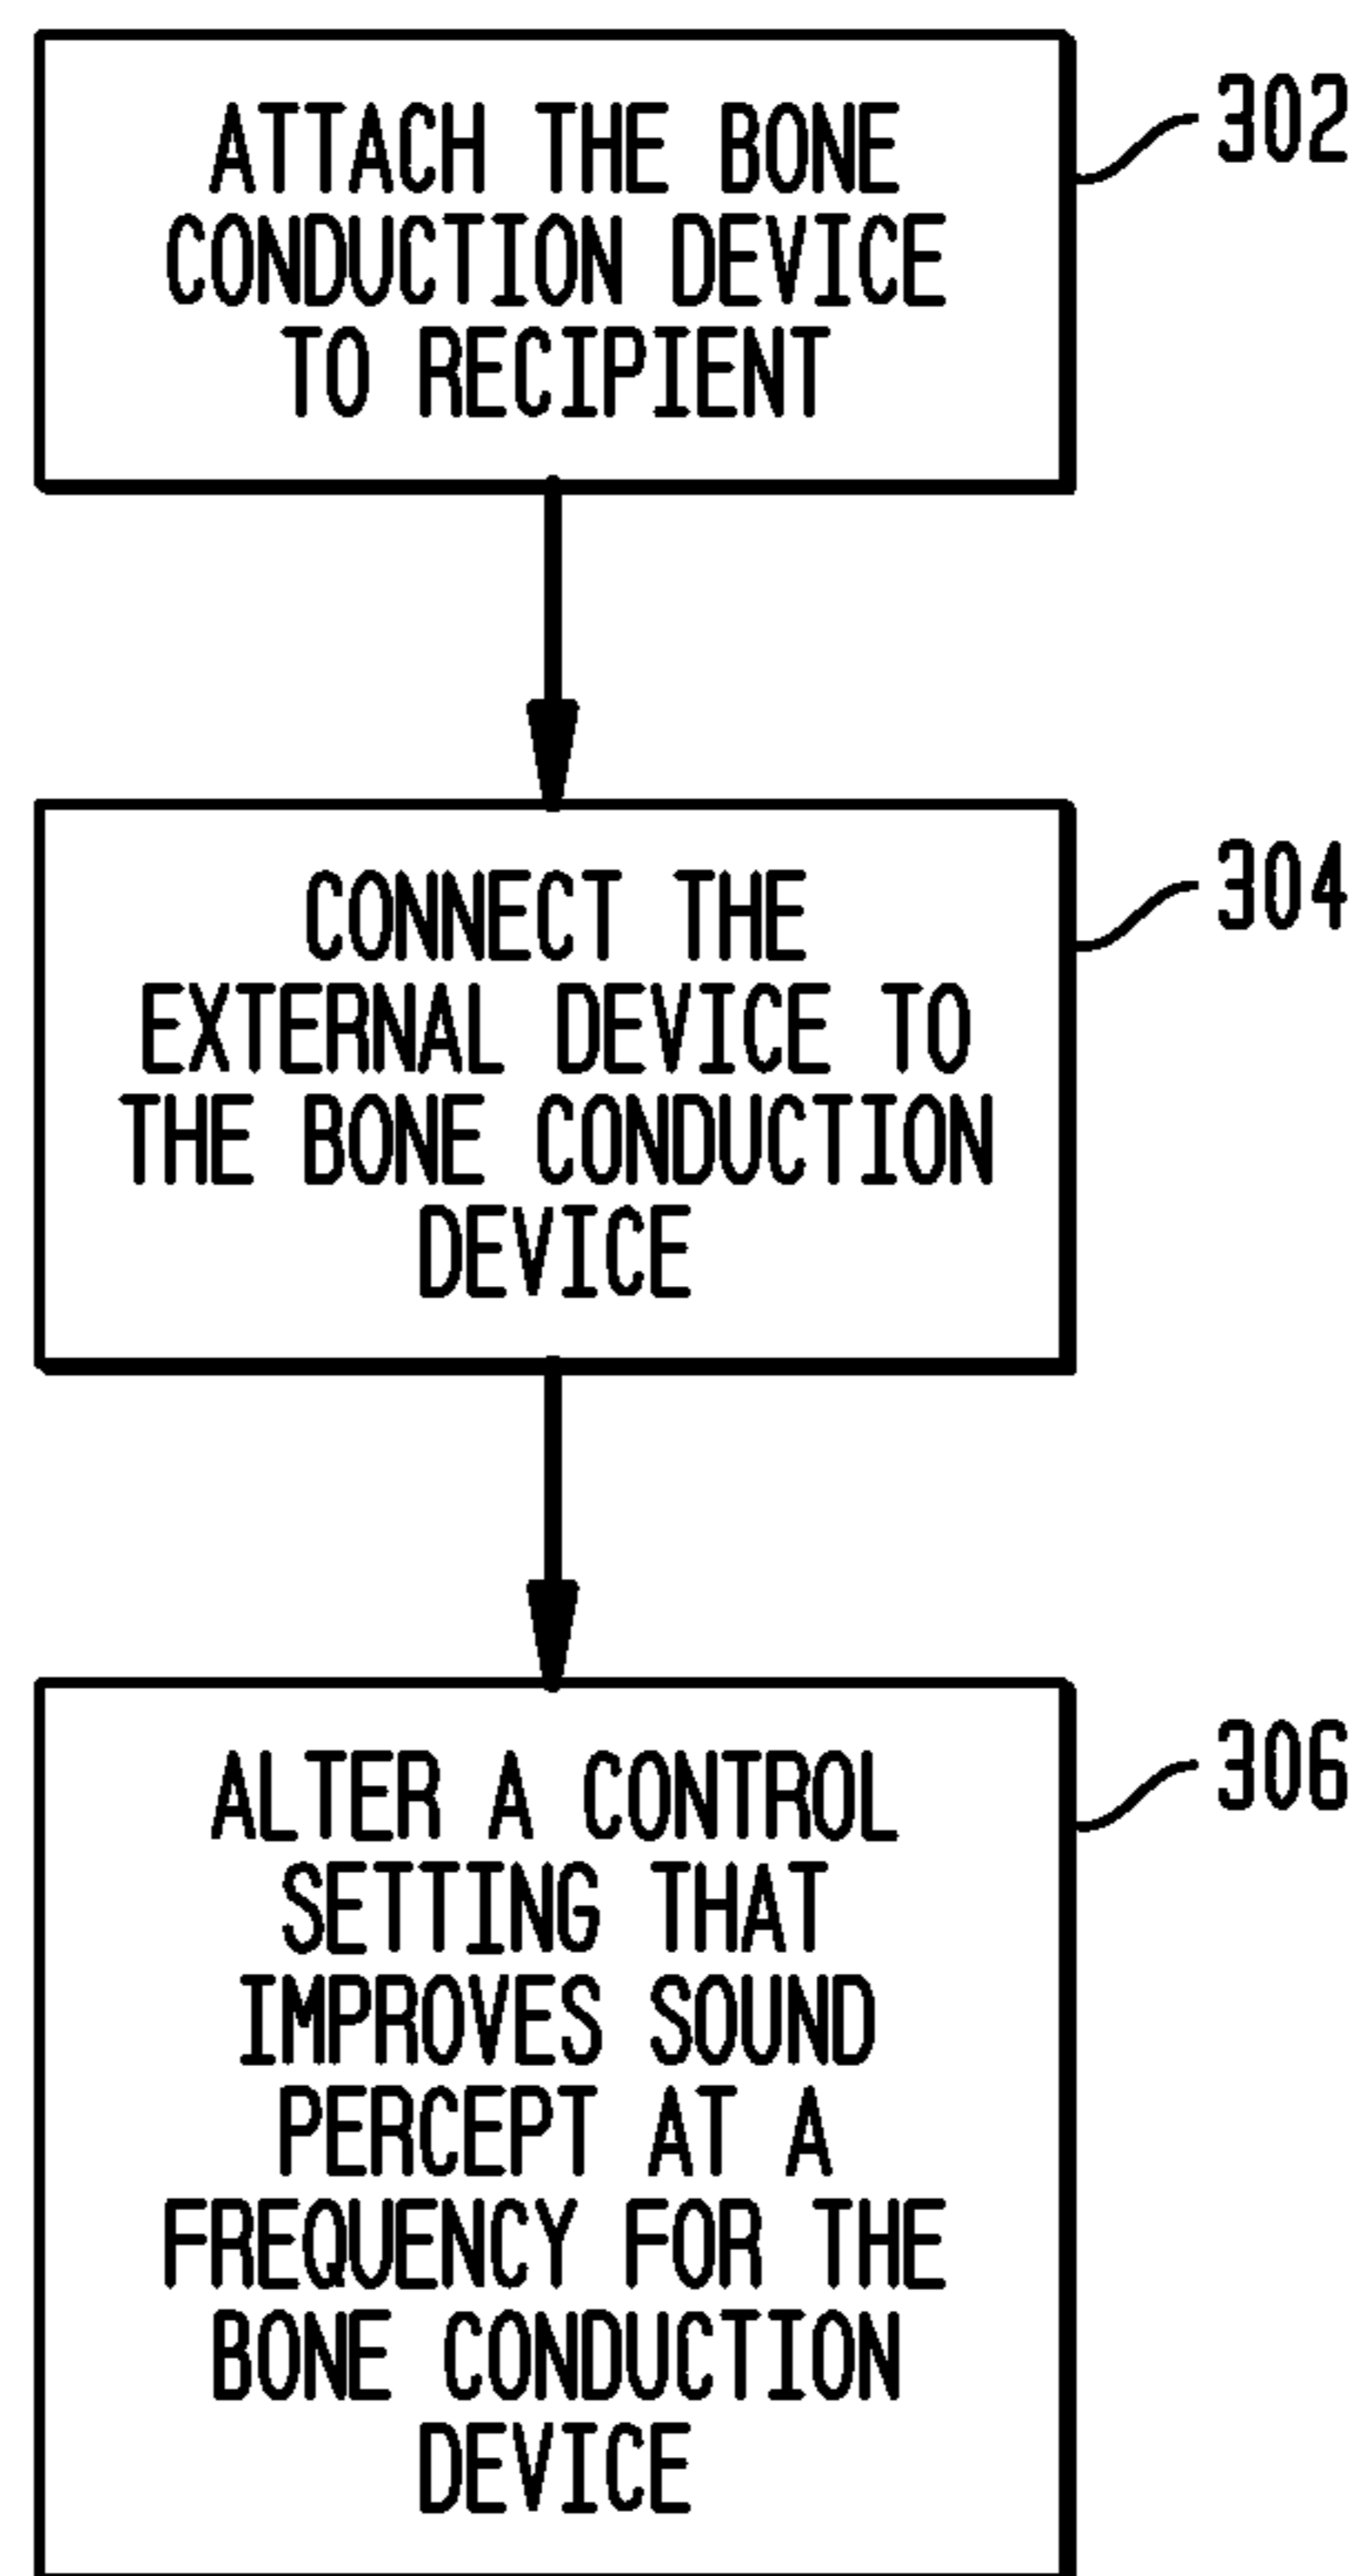 ATTACH THE BONE
CONDUCTION DEVICE
TO RECIPIENT
302
CONNECT THE
EXTERNAL DEVICE TO
THE BONE CONDUCTION
DEVICE
304
ALTER A CONTROL
SETTING THAT
IMPROVES SOUND
PERCEPT AT A
FREQUENCY FOR THE
BONE CONDUCTION
DEVICE
306